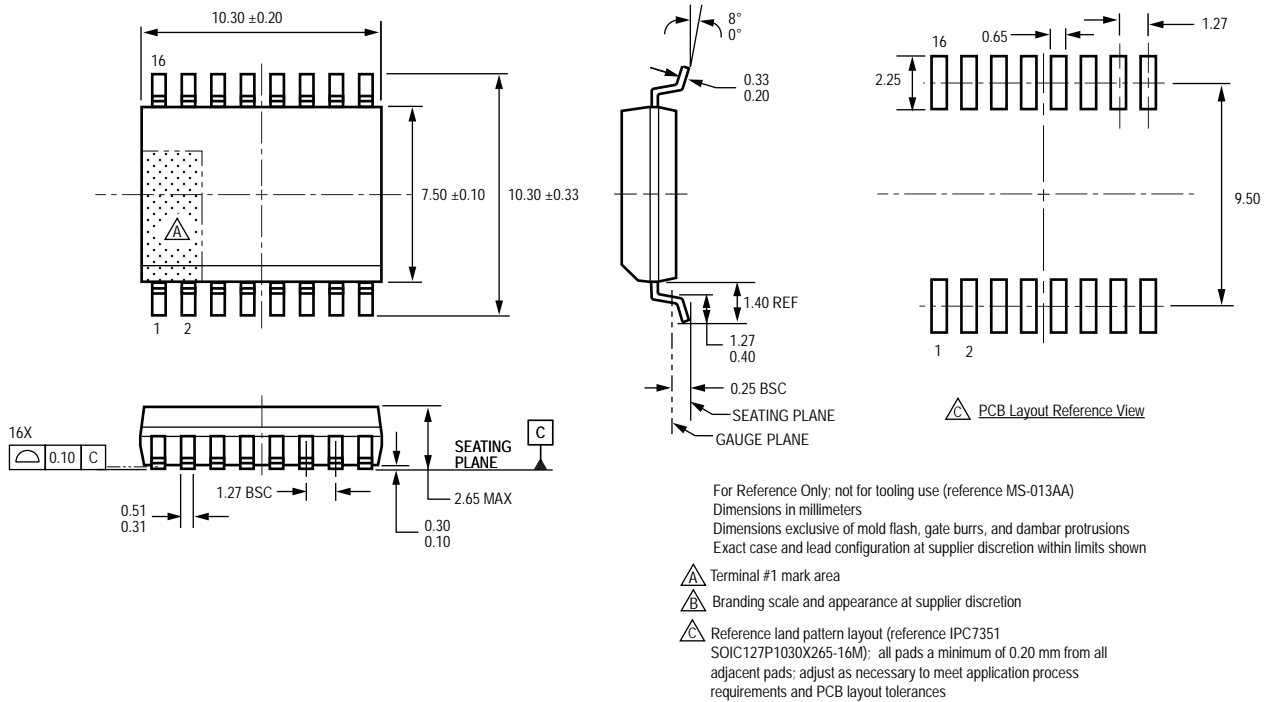 10.30 ±0.20
16
7.50 ±0.10
10.30 ±0.33
A
1 2
8°
0°
0.33
0.20
1.40 REF
1.27
0.40
0.25 BSC
SEATING PLANE
GAUGE PLANE
16
0.65
1.27
2.25
9.50
1 2
C PCB Layout Reference View
16X
0.10 C
SEATING
PLANE
C
1.27 BSC
2.65 MAX
0.51
0.31
0.30
0.10
For Reference Only; not for tooling use (reference MS-013AA)
Dimensions in millimeters
Dimensions exclusive of mold flash, gate burrs, and dambar protrusions
Exact case and lead configuration at supplier discretion within limits shown
A Terminal #1 mark area
B Branding scale and appearance at supplier discretion
C Reference land pattern layout (reference IPC7351
SOIC127P1030X265-16M); all pads a minimum of 0.20 mm from all
adjacent pads; adjust as necessary to meet application process
requirements and PCB layout tolerances